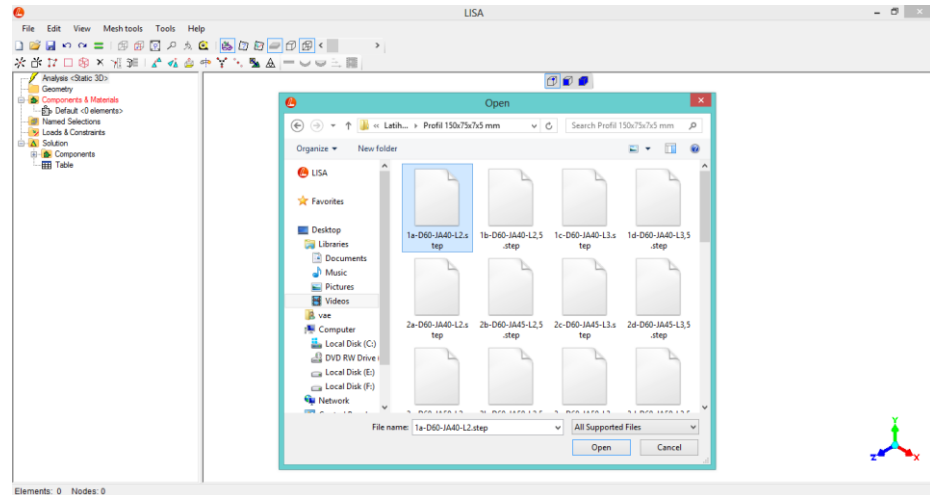 LISA
File Edit View Mesh tools Tools Help
Analysis <Static 3D>
Geometry
Components & Materials
Default <0 elements>
Named Selections
Loads & Constraints
Solution
Components
Table
Open
« Latih... Profil 150x75x7x5 mm
Search Profil 150x75x7x5 mm
Organize New folder
LISA
Favorites
Desktop
Libraries
Documents
Music
Pictures
Videos
vae
Computer
Local Disk (C:)
DVD RW Drive
Local Disk (E:)
Local Disk (F:)
Network
1a-D60-JA40-L2.s
tep
1b-D60-JA40-L2,5
.step
1c-D60-JA40-L3.s
tep
1d-D60-JA40-L3,5
.step
2a-D60-JA40-L2.s
tep
2b-D60-JA45-L2,5
.step
2c-D60-JA45-L3.s
tep
2d-D60-JA45-L3,5
.step
File name: 1a-D60-JA40-L2.step All Supported Files
Open Cancel
Y
Z X
Elements: 0 Nodes: 0